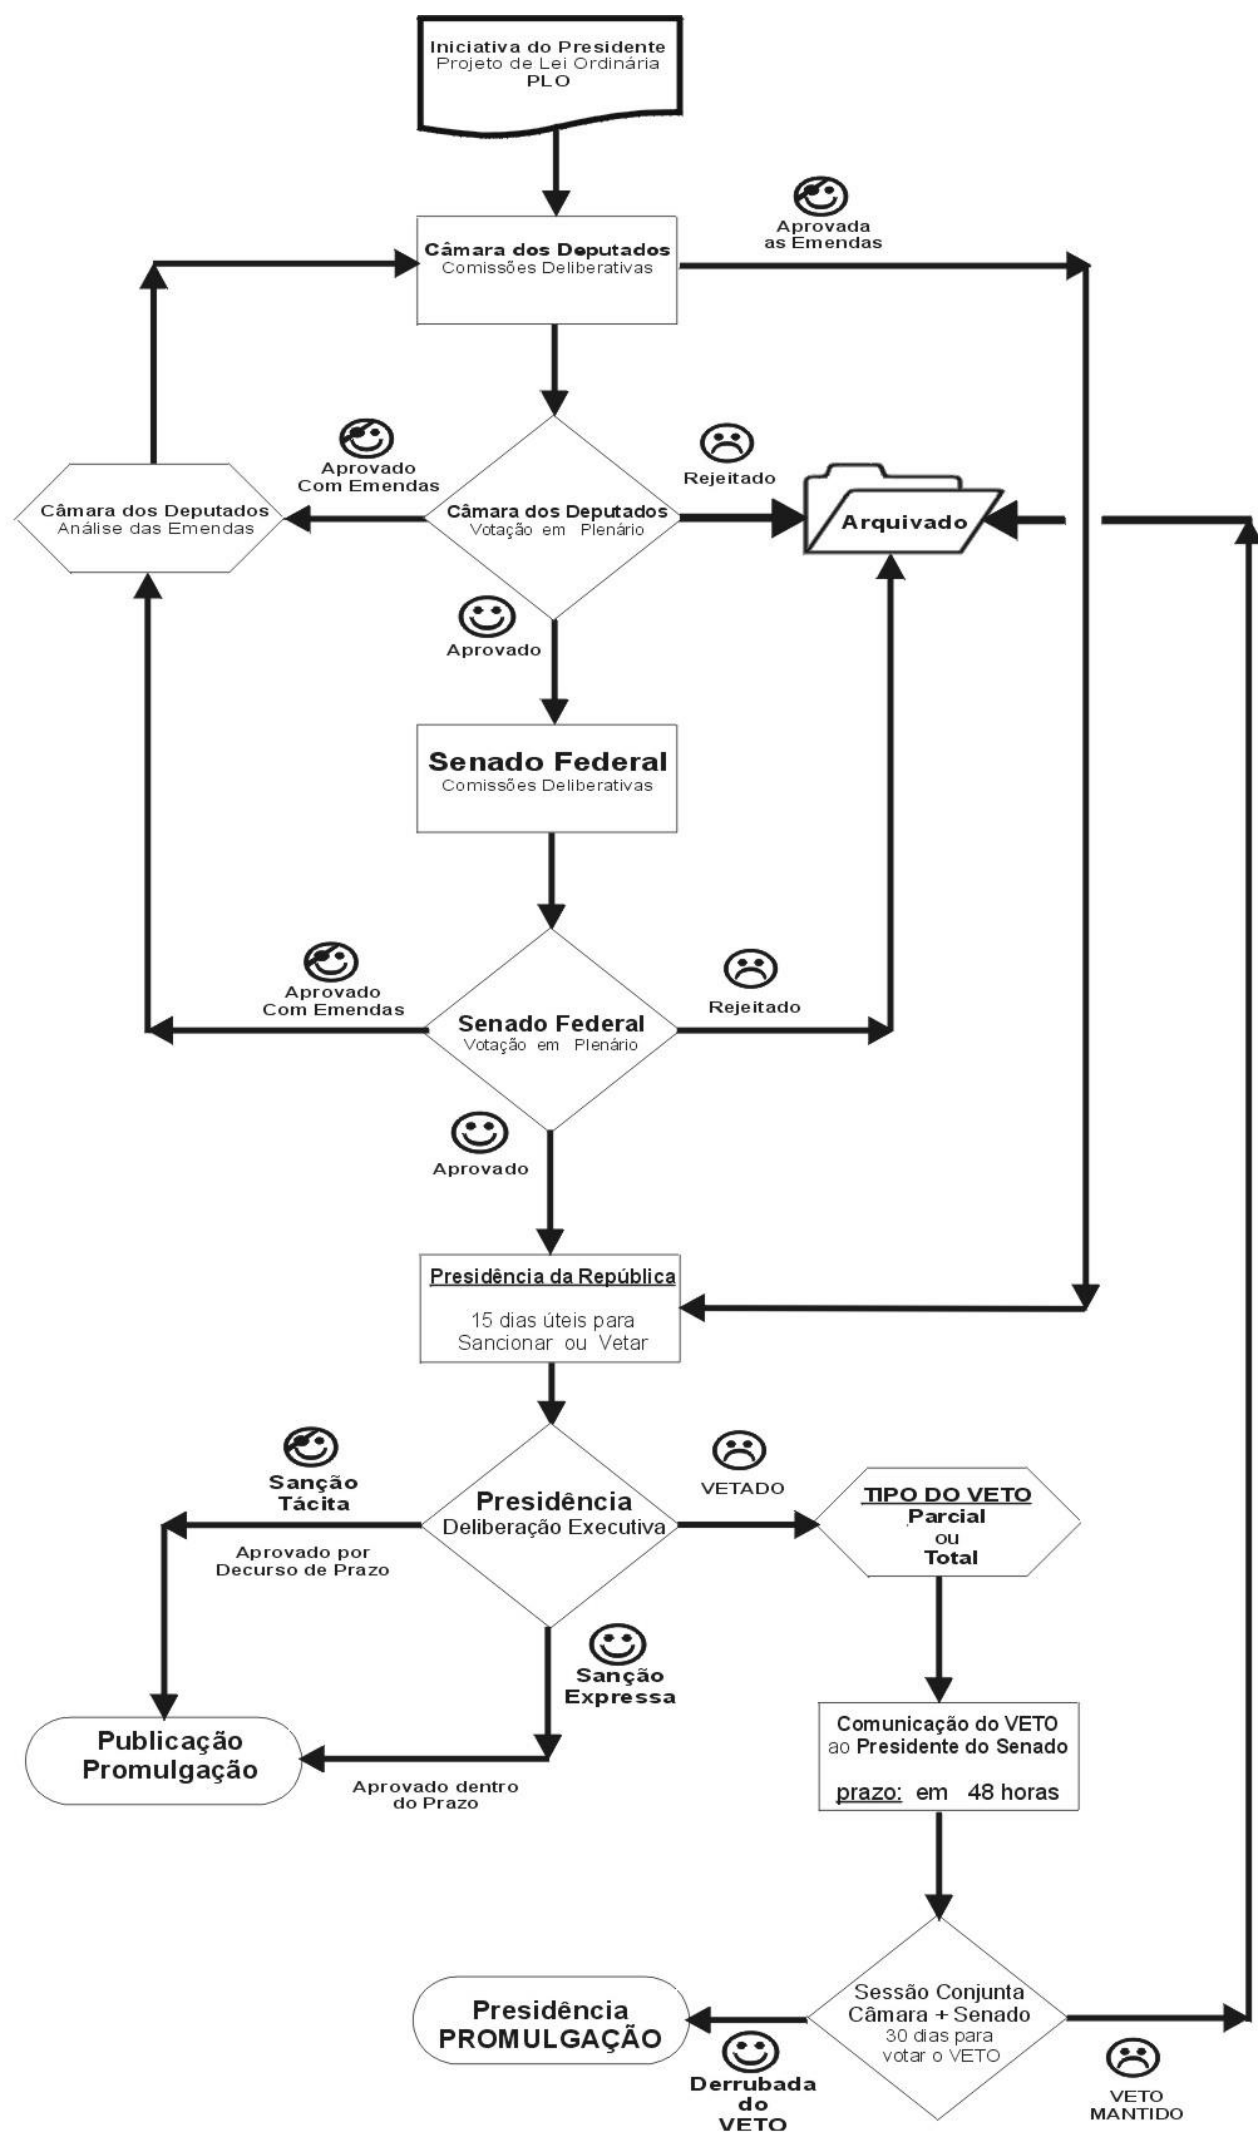 Iniciativa do Presidente
Projeto de Lei Ordinária
PLO
Aprovada
as Emendas
Câmara dos Deputados
Comissões Deliberativas
Aprovado
Com Emendas
Rejeitado
Câmara dos Deputados
Análise das Emendas
Câmara dos Deputados
Votação em Plenário
Arquivado
Aprovado
Senado Federal
Comissões Deliberativas
Aprovado
Com Emendas
Rejeitado
Senado Federal
Votação em Plenário
Aprovado
Presidência da República
15 dias úteis para
Sancionar ou Vetar
Sanção
Tácita
VETADO
Presidência
Deliberação Executiva
TIPO DO VETO
Parcial
ou
Total
Aprovado por
Decurso de Prazo
Sanção
Expressa
Publicação
Promulgação
Aprovado dentro
do Prazo
Comunicação do VETO
ao Presidente do Senado
prazo: em 48 horas
Sessão Conjunta
Câmara + Senado
30 dias para
votar o VETO
Presidência
PROMULGAÇÃO
Derrubada
do
VETO
VETO
MANTIDO